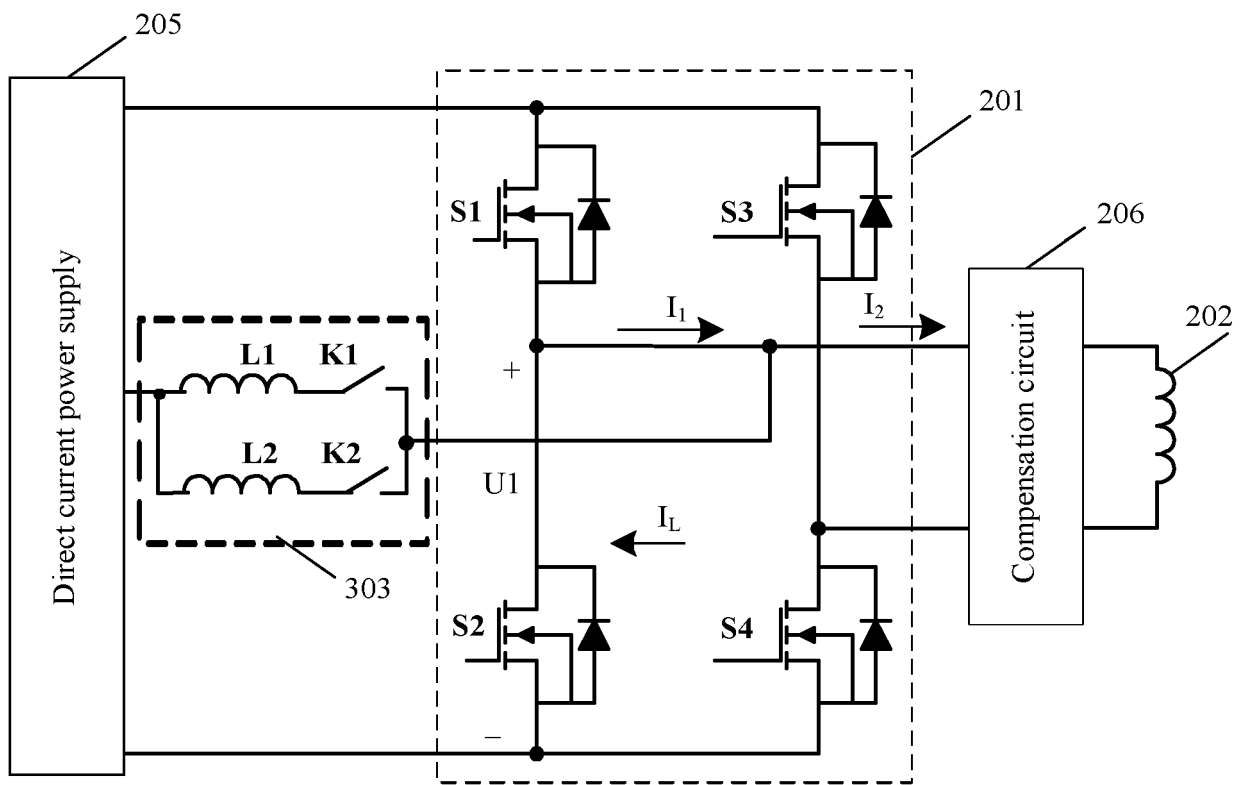 205
201
S1
S3
206
Direct current power supply
I₁
I₂
202
L1
K1
+
Compensation circuit
L2
K2
U1
I_L
303
S2
S4
−